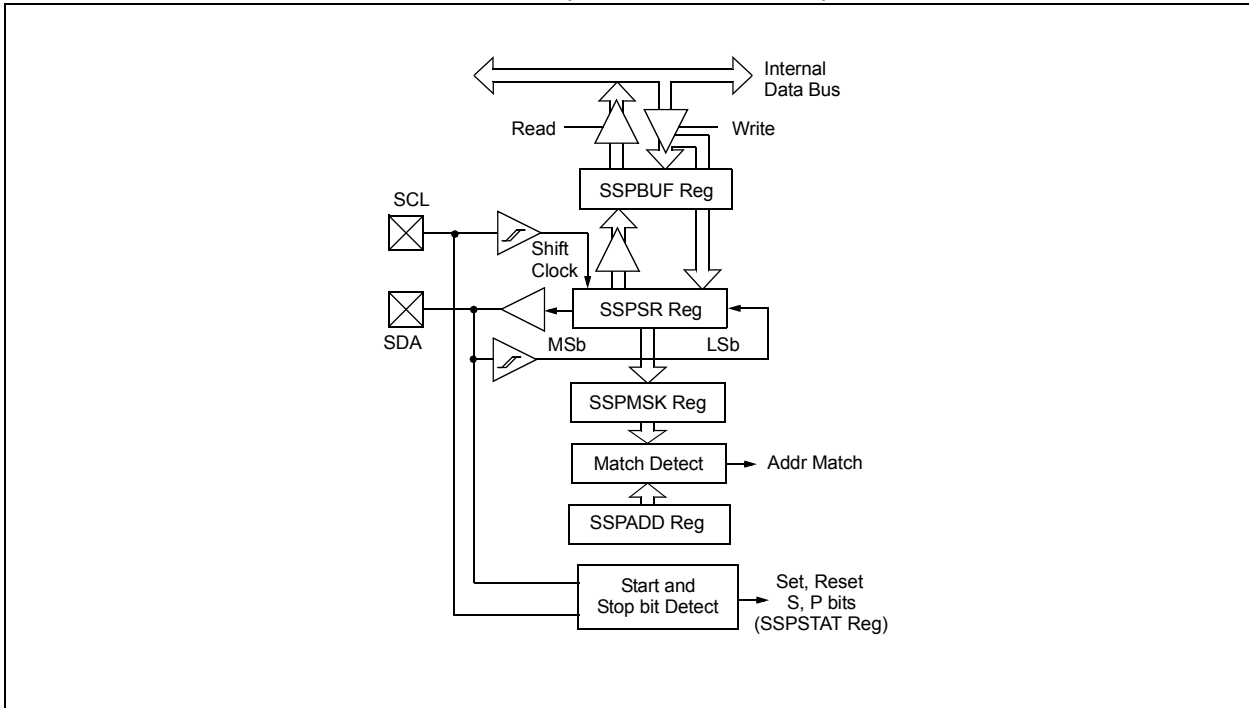 Internal
Data Bus
Read
Write
SSPBUF Reg
SCL
Shift
Clock
SSPSR Reg
SDA
MSb
LSb
SSPMSK Reg
Match Detect
Addr Match
SSPADD Reg
Start and
Stop bit Detect
Set, Reset
S, P bits
(SSPSTAT Reg)